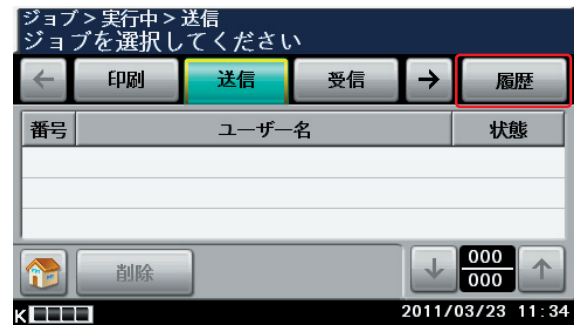 ジョブ > 実行中 > 送信
ジョブを選択してください
← 印刷 送信 受信 → 履歴
番号 ユーザー名 状態
削除 ↓ 000 ↑
000
K 2011/03/23 11:34